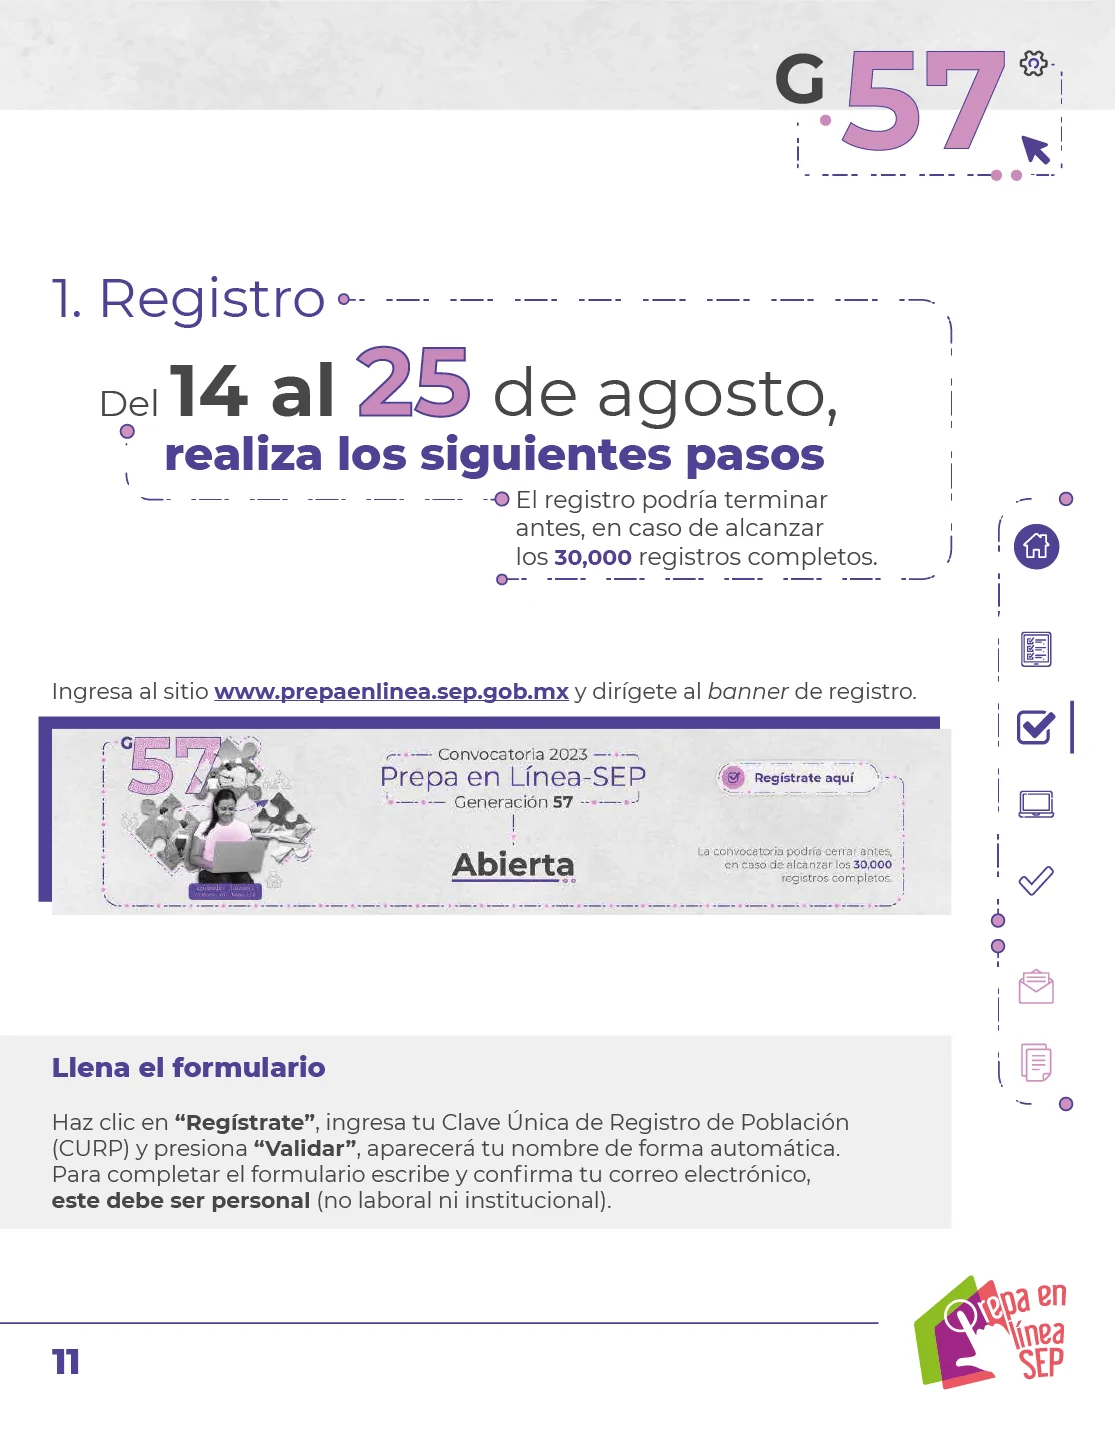 G 57
1. Registro
Del 14 al 25 de agosto,
realiza los siguientes pasos
El registro podría terminar
antes, en caso de alcanzar
los 30,000 registros completos.
Ingresa al sitio www.prepaenlinea.sep.gob.mx y dirígete al banner de registro.
G 57
Convocatoria 2023
Prepa en Línea-SEP
Generación 57
Abierta
Regístrate aquí
La convocatoria podría cerrar antes,
en caso de alcanzar los 30,000
registros completos.
Llena el formulario
Haz clic en “Regístrate”, ingresa tu Clave Única de Registro de Población
(CURP) y presiona “Validar”, aparecerá tu nombre de forma automática.
Para completar el formulario escribe y confirma tu correo electrónico,
este debe ser personal (no laboral ni institucional).
Prepa en
línea
SEP
11